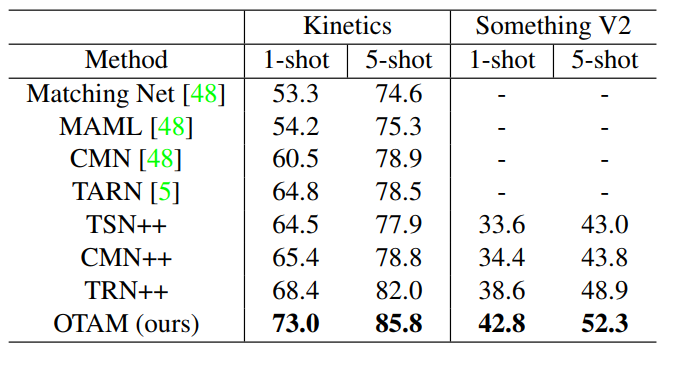 Kinetics Something V2
Method 1-shot 5-shot 1-shot 5-shot
Matching Net [48] 53.3 74.6 - -
MAML [48] 54.2 75.3 - -
CMN [48] 60.5 78.9 - -
TARN [5] 64.8 78.5 - -
TSN++ 64.5 77.9 33.6 43.0
CMN++ 65.4 78.8 34.4 43.8
TRN++ 68.4 82.0 38.6 48.9
OTAM (ours) 73.0 85.8 42.8 52.3